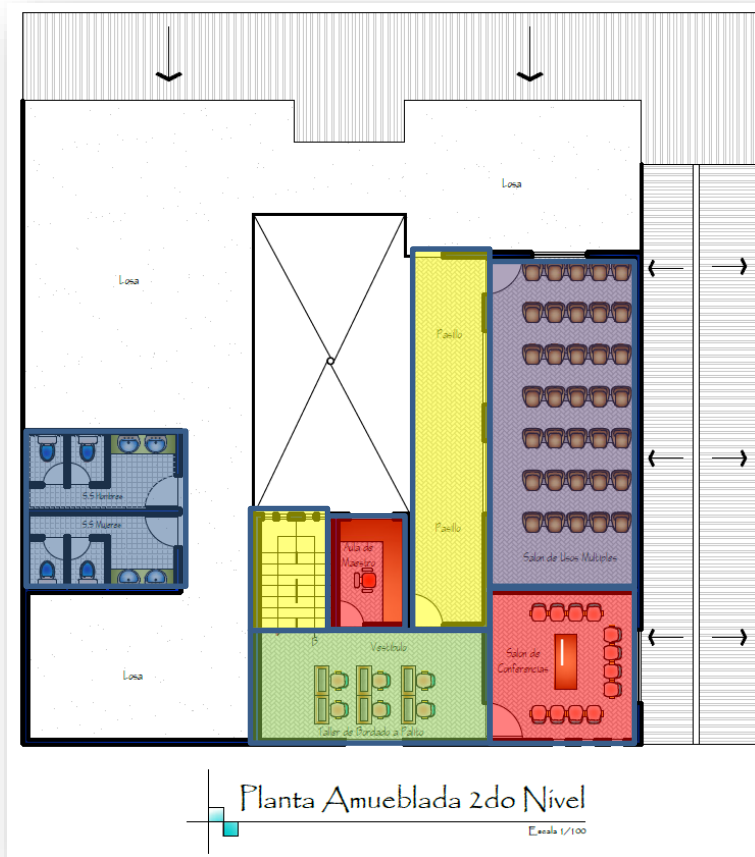 Losa
Losa
Pasillo
S.S Hombres
S.S Mujeres
Pasillo
Aula de
Maestro
Salon de Usos Multiples
13
Vestibulo
Salon de
Conferencias
Losa
Taller de Bordado a Palito
Planta Amueblada 2do Nivel
Escala 1/100